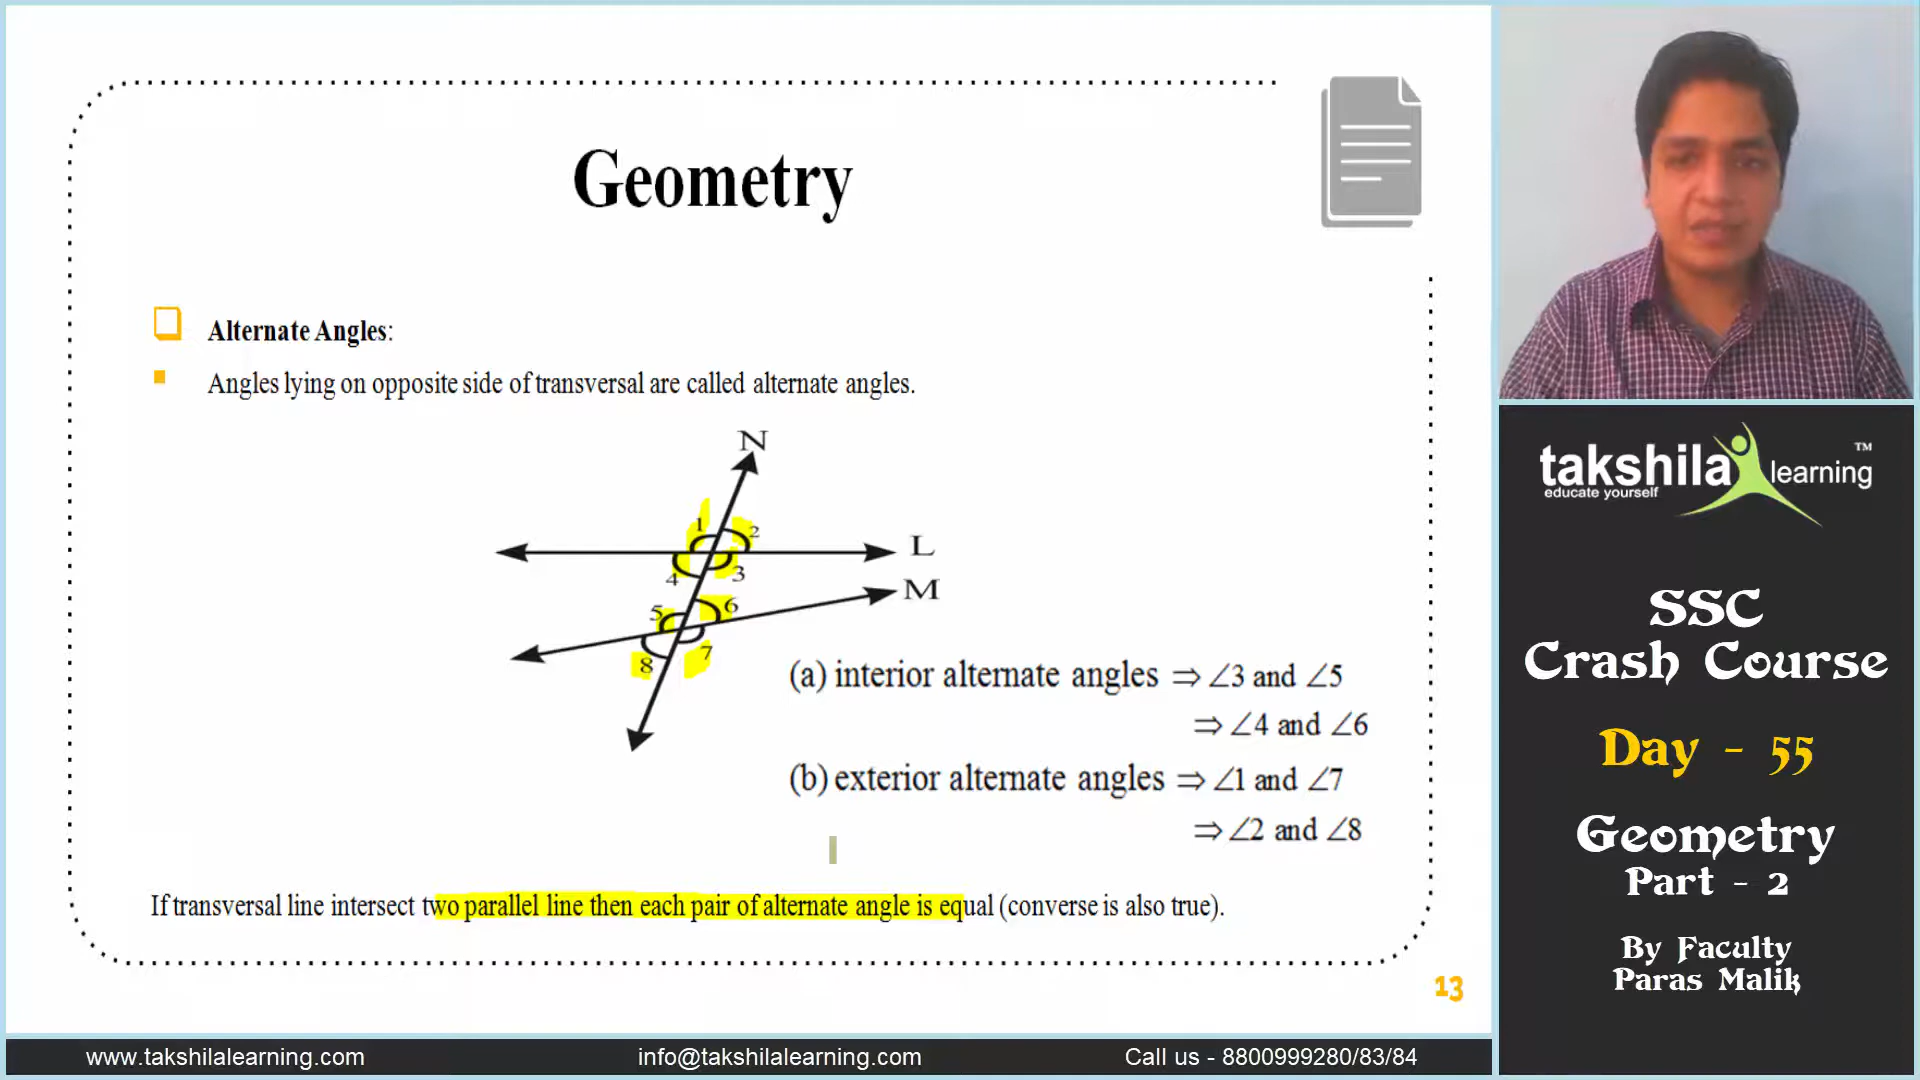 Geometry
Alternate Angles:
Angles lying on opposite side of transversal are called alternate angles.
N
1
2
L
4
3
M
5
6
8
7
(a) interior alternate angles ⇒ ∠3 and ∠5
⇒ ∠4 and ∠6
(b) exterior alternate angles ⇒ ∠1 and ∠7
⇒ ∠2 and ∠8
If transversal line intersect two parallel line then each pair of alternate angle is equal (converse is also true).
13
takshila learning TM
educate yourself
SSC
Crash Course
Day - 55
Geometry
Part - 2
By Faculty
Paras Malik
www.takshilalearning.com
info@takshilalearning.com
Call us - 8800999280/83/84